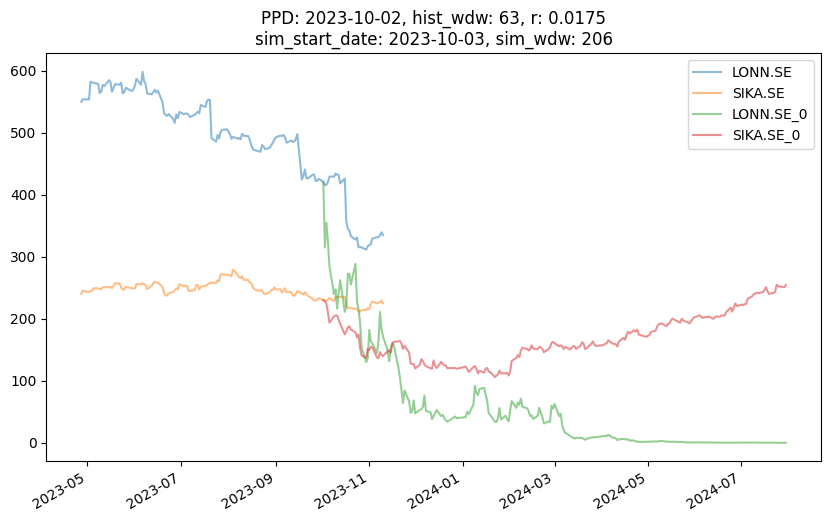 PPD: 2023-10-02, hist_wdw: 63, r: 0.0175
sim_start_date: 2023-10-03, sim_wdw: 206
LONN.SE
SIKA.SE
LONN.SE_0
SIKA.SE_0
600
500
400
300
200
100
0
2023-05
2023-07
2023-09
2023-11
2024-01
2024-03
2024-05
2024-07